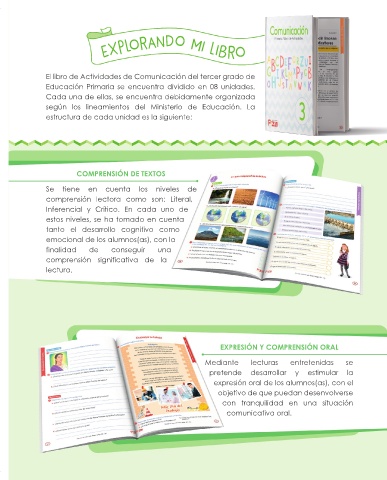 EXPLORANDO MI LIBRO
Comunicación
3
El libro de Actividades de Comunicación del tercer grado de
Educación Primaria se encuentra dividido en 08 unidades.
Cada una de ellas, se encuentra debidamente organizada
según los lineamientos del Ministerio de Educación. La
estructura de cada unidad es la siguiente:
COMPRENSIÓN DE TEXTOS
Se tiene en cuenta los niveles de
comprensión lectora como son: Literal,
Inferencial y Crítico. En cada uno de
estos niveles, se ha tomado en cuenta
tanto el desarrollo cognitivo como
emocional de los alumnos(as), con la
finalidad de conseguir una
comprensión significativa de la
lectura.
EXPRESIÓN Y COMPRENSIÓN ORAL
Mediante lecturas entretenidas se
pretende desarrollar y estimular la
expresión oral de los alumnos(as), con el
objetivo de que puedan desenvolverse
con tranquilidad en una situación
comunicativa oral.